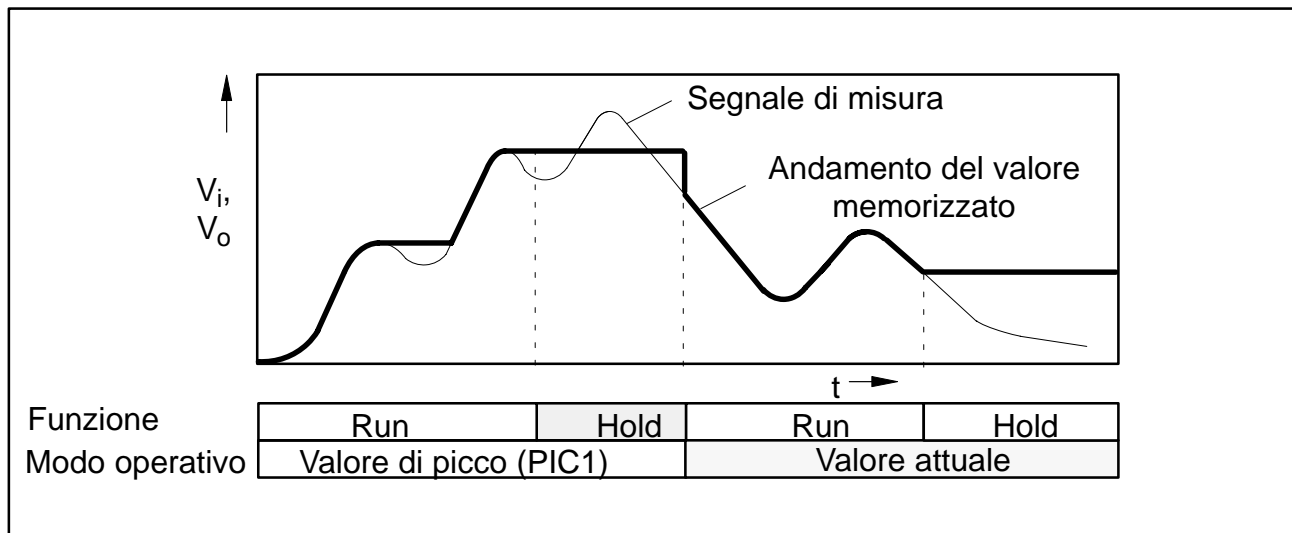 Segnale di misura
Andamento del valore
memorizzato
Vi,
Vo
t
Funzione Run Hold Run Hold
Modo operativo Valore di picco (PIC1) Valore attuale